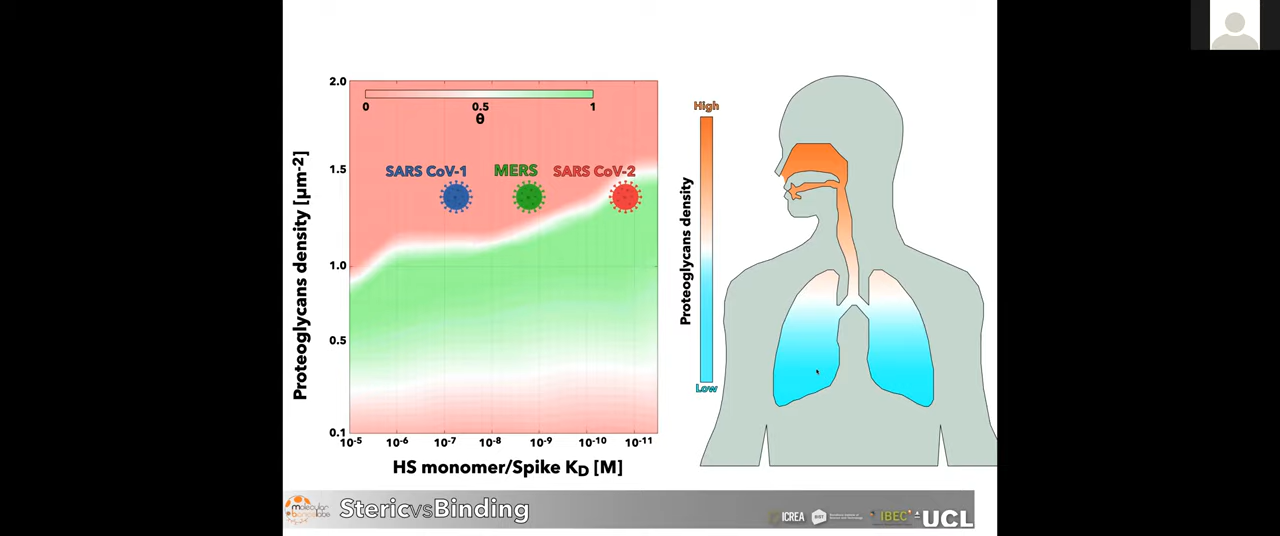 2.0
0
0.5
1
θ
High
1.5
SARS CoV-1
MERS
SARS CoV-2
Proteoglycans density [µm-2]
Proteoglycans density
1.0
0.5
Low
0.1
10-5
10-6
10-7
10-8
10-9
10-10
10-11
HS monomer/Spike KD [M]
StericvsBinding
ICREA
IBEC
UCL